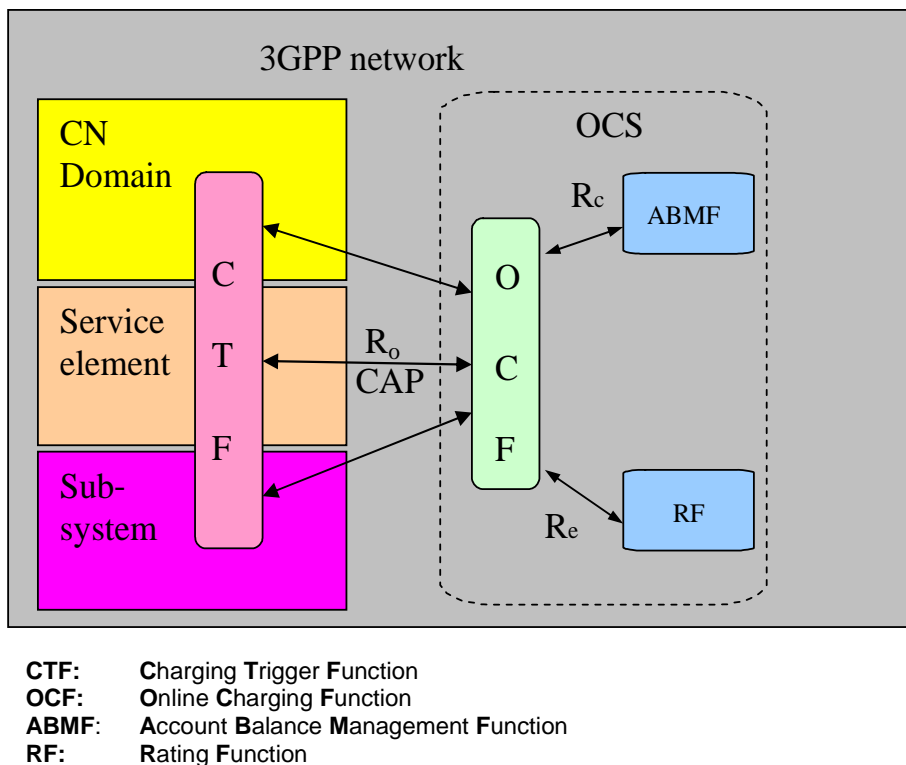 3GPP network
CN
Domain
Service
element
Sub-
system
C
T
F
Ro
CAP
OCS
O
C
F
Rc
ABMF
Re
RF
CTF: Charging Trigger Function
OCF: Online Charging Function
ABMF: Account Balance Management Function
RF: Rating Function